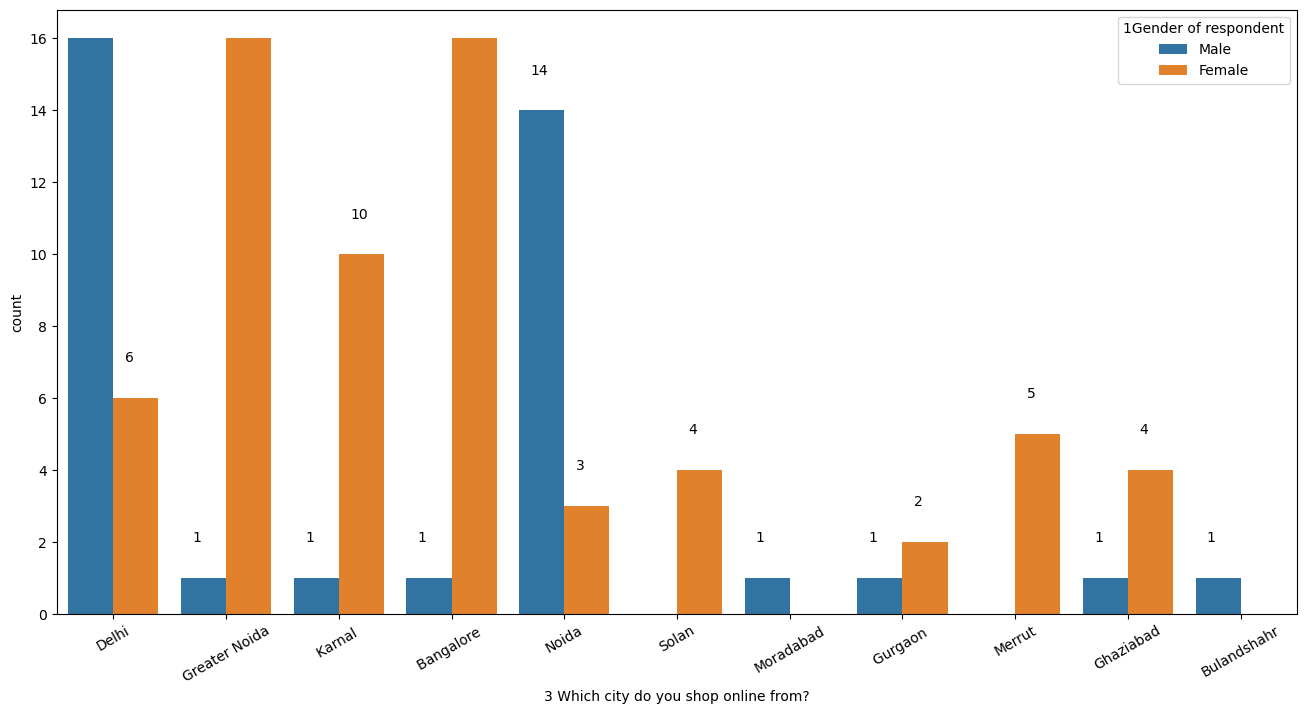 1Gender of respondent
Male
Female
16
14
12
10
8
6
4
2
0
count
6
1
1
10
1
14
3
4
1
1
2
5
1
4
1
Delhi
Greater Noida
Karnal
Bangalore
Noida
Solan
Moradabad
Gurgaon
Merrut
Ghaziabad
Bulandshahr
3 Which city do you shop online from?